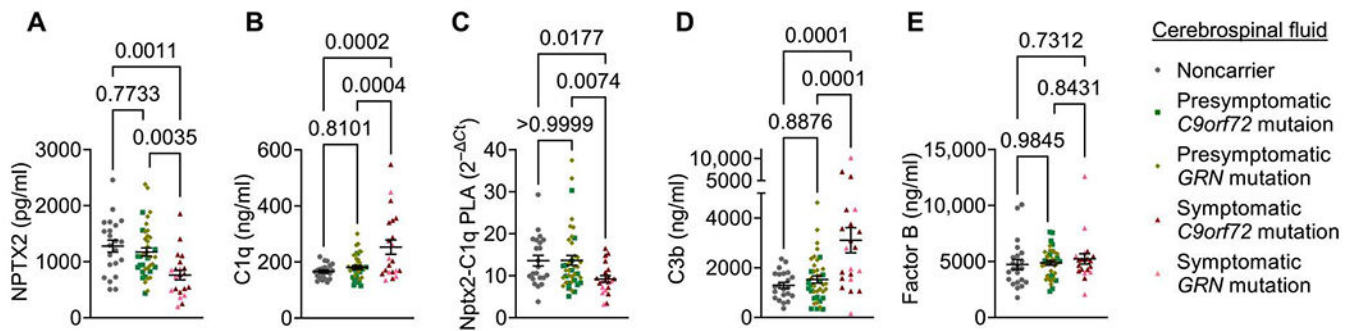 A
0.0011
0.7733
0.0035
NPTX2 (pg/ml)
3000
2000
1000
0
B
0.0002
0.0004
0.8101
C1q (ng/ml)
600
400
200
0
C
0.0177
0.0074
>0.9999
Nptx2-C1q PLA (2−ΔCt)
40
30
20
10
0
D
0.0001
0.0001
0.8876
C3b (ng/ml)
10,000
5000
4000
2000
0
E
0.7312
0.8431
0.9845
Factor B (ng/ml)
15,000
10,000
5000
0
Cerebrospinal fluid
Noncarrier
Presymptomatic
C9orf72 mutaion
Presymptomatic
GRN mutation
Symptomatic
C9orf72 mutation
Symptomatic
GRN mutation